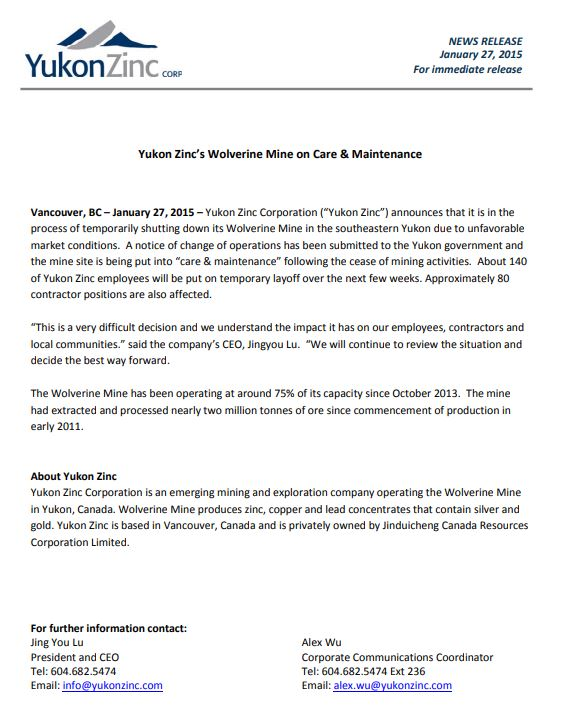 YukonZinc CORP
NEWS RELEASE
January 27, 2015
For immediate release
Yukon Zinc’s Wolverine Mine on Care & Maintenance
Vancouver, BC – January 27, 2015 – Yukon Zinc Corporation (“Yukon Zinc”) announces that it is in the
process of temporarily shutting down its Wolverine Mine in the southeastern Yukon due to unfavorable
market conditions.  A notice of change of operations has been submitted to the Yukon government and
the mine site is being put into “care & maintenance” following the cease of mining activities.  About 140
of Yukon Zinc employees will be put on temporary layoff over the next few weeks. Approximately 80
contractor positions are also affected.
“This is a very difficult decision and we understand the impact it has on our employees, contractors and
local communities.” said the company’s CEO, Jingyou Lu.  “We will continue to review the situation and
decide the best way forward.
The Wolverine Mine has been operating at around 75% of its capacity since October 2013.  The mine
had extracted and processed nearly two million tonnes of ore since commencement of production in
early 2011.
About Yukon Zinc
Yukon Zinc Corporation is an emerging mining and exploration company operating the Wolverine Mine
in Yukon, Canada. Wolverine Mine produces zinc, copper and lead concentrates that contain silver and
gold. Yukon Zinc is based in Vancouver, Canada and is privately owned by Jinduicheng Canada Resources
Corporation Limited.
For further information contact:
Jing You Lu
President and CEO
Tel: 604.682.5474
Email: info@yukonzinc.com
Alex Wu
Corporate Communications Coordinator
Tel: 604.682.5474 Ext 236
Email: alex.wu@yukonzinc.com